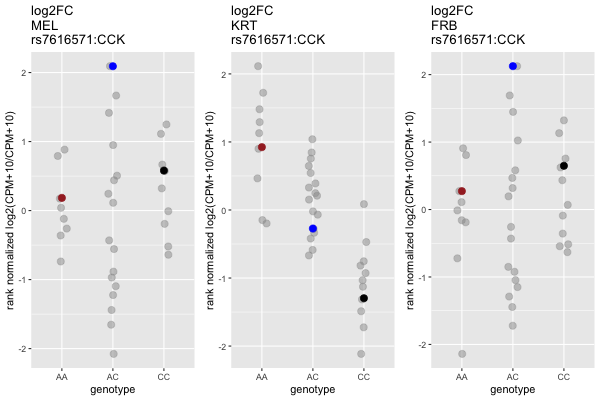 log2FC
MEL
rs7616571:CCK
rank normalized log2(CPM+10/CPM+10)
2
1
0
-1
-2
AA
AC
CC
genotype
log2FC
KRT
rs7616571:CCK
rank normalized log2(CPM+10/CPM+10)
2
1
0
-1
-2
AA
AC
CC
genotype
log2FC
FRB
rs7616571:CCK
rank normalized log2(CPM+10/CPM+10)
2
1
0
-1
-2
AA
AC
CC
genotype